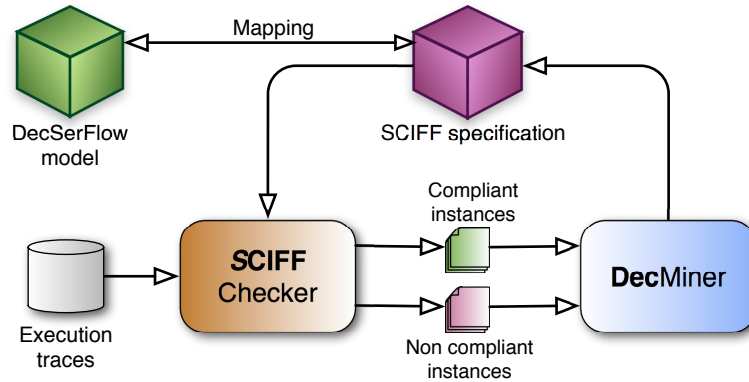 Mapping
DecSerFlow
model
SCIFF specification
Compliant
instances
SCIFF
Checker
DecMiner
Execution
traces
Non compliant
instances